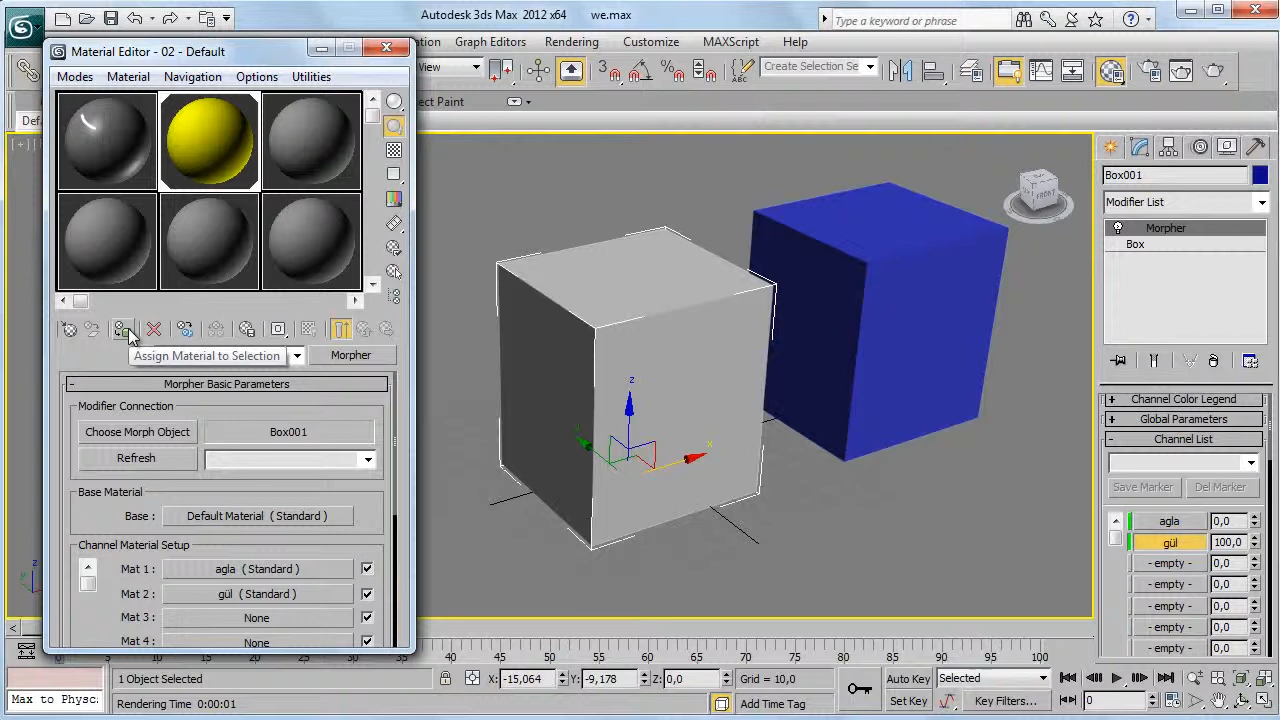 Autodesk 3ds Max 2012 x64 we.max
Type a keyword or phrase
Material Editor - 02 - Default
Graph Editors Customize MAXScript Help
Modes Material Navigation Options Utilities
View
Create Selection Se
ect Paint
Def
[ + ]
Box001
Modifier List
Morpher
Box
FRONT
Assign Material to Selection
Morpher
- Morpher Basic Parameters
Modifier Connection
Choose Morph Object Box001
Refresh
Base Material
Base : Default Material ( Standard )
Channel Material Setup
Mat 1 : agla ( Standard )
Mat 2 : gül ( Standard )
Mat 3 : None
Mat 4 : None
z
x
z
+ Channel Color Legend
+ Global Parameters
- Channel List
Save Marker Del Marker
agla 0,0
gül 100,0
- empty - 0,0
- empty - 0,0
- empty - 0,0
- empty - 0,0
- empty - 0,0
40 45 50 55 60 65 70 75 80 85 90 95 100
1 Object Selected X: -15,064 Y: -9,178 Z: 0,0 Grid = 10,0 Auto Key Selected
Max to Physc
Rendering Time 0:00:01 Add Time Tag Set Key Key Filters... 0